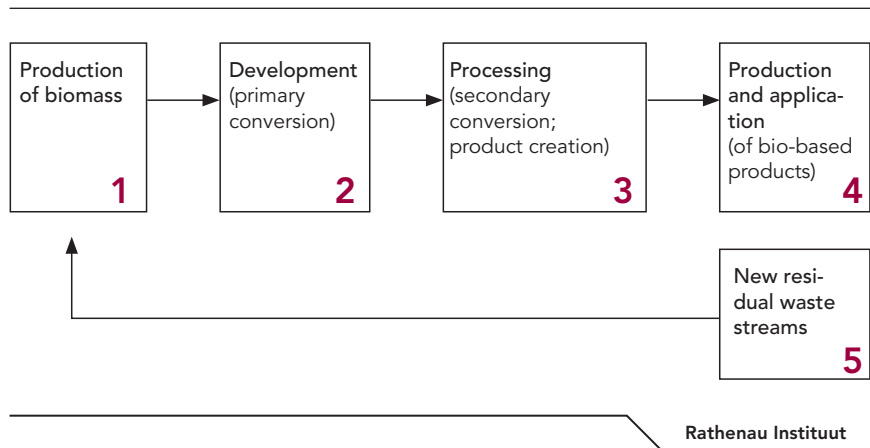 Production
of biomass
1
Development
(primary
conversion)
2
Processing
(secondary
conversion;
product creation)
3
Production
and applica-
tion
(of bio-based
products)
4
New resi-
dual waste
streams
5
Rathenau Instituut